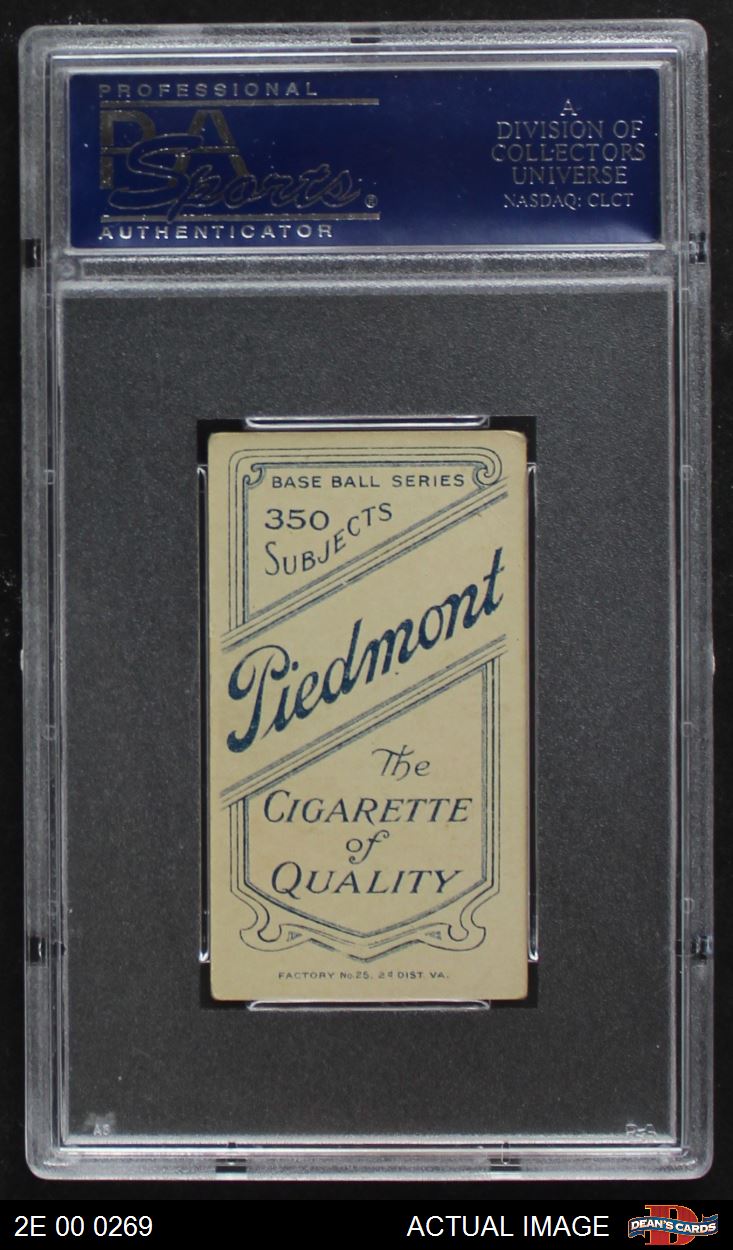 PROFESSIONAL
PSA
Sports®
AUTHENTICATOR
A
DIVISION OF
COLLECTORS
UNIVERSE
NASDAQ: CLCT
BASE BALL SERIES
350
SUBJECTS
Piedmont
The
CIGARETTE
of
QUALITY
FACTORY No.25, 2d DIST. VA.
2E 00 0269
ACTUAL IMAGE
DEAN'S CARDS